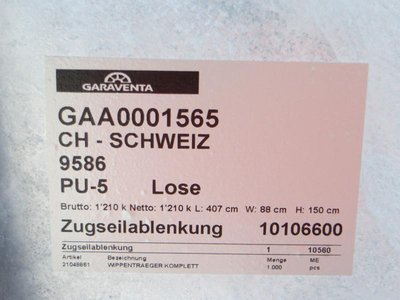 GARAVENTA
GAA0001565
CH - SCHWEIZ
9586
PU-5 Lose
Brutto: 1'210 k Netto: 1'210 k L: 407 cm W: 88 cm H: 150 cm
Zugseilablenkung 10106600
Zugseilablenkung 1 10560
Artikel Bezeichnung Menge ME
21048861 WIPPENTRAEGER KOMPLETT 1.000 pcs